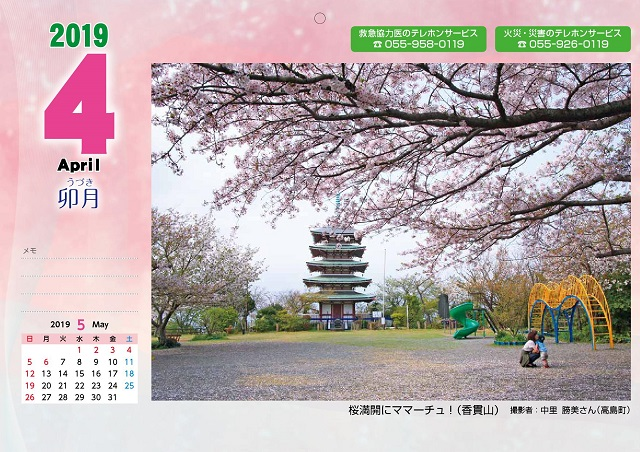 2019
4
April
うづき
卯月
救急協力医のテレホンサービス
☎055-958-0119
火災・災害のテレホンサービス
☎055-926-0119
メモ
2019 5 May
日 月 火 水 木 金 土
1 2 3 4
5 6 7 8 9 10 11
12 13 14 15 16 17 18
19 20 21 22 23 24 25
26 27 28 29 30 31
桜満開にママーチュ!(香貫山) 撮影者:中里 勝美さん(高島町)